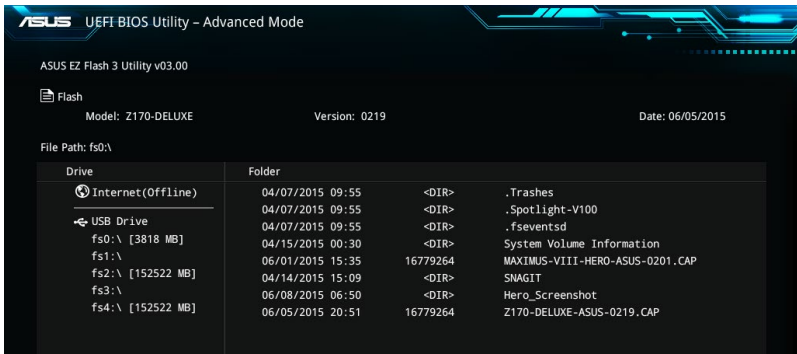 ASUS UEFI BIOS Utility – Advanced Mode
ASUS EZ Flash 3 Utility v03.00
Flash
Model: Z170-DELUXE Version: 0219 Date: 06/05/2015
File Path: fs0:\
Drive Folder
Internet(Offline) 04/07/2015 09:55 <DIR> .Trashes
04/07/2015 09:55 <DIR> .Spotlight-V100
USB Drive 04/07/2015 09:55 <DIR> .fseventsd
fs0:\ [3818 MB] 04/15/2015 00:30 <DIR> System Volume Information
fs1:\ 06/01/2015 15:35 16779264 MAXIMUS-VIII-HERO-ASUS-0201.CAP
fs2:\ [152522 MB] 04/14/2015 15:09 <DIR> SNAGIT
fs3:\ 06/08/2015 06:50 <DIR> Hero_Screenshot
fs4:\ [152522 MB] 06/05/2015 20:51 16779264 Z170-DELUXE-ASUS-0219.CAP